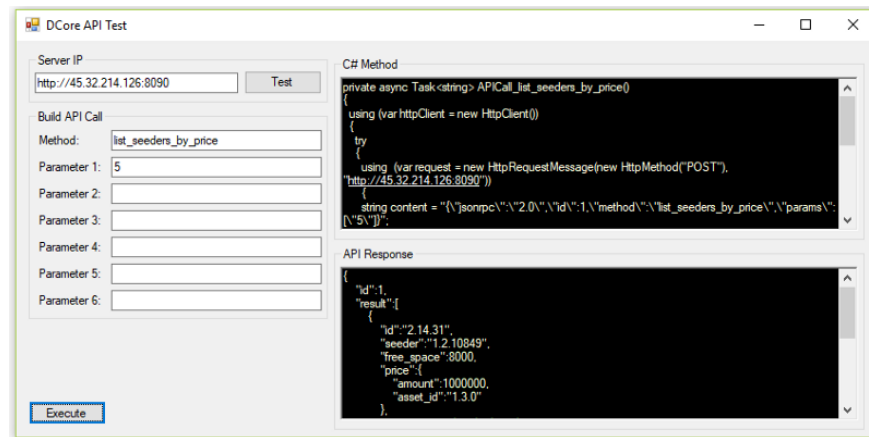 DCore API Test
Server IP
http://45.32.214.126:8090
Test
Build API Call
Method:
list_seeders_by_price
Parameter 1:
5
Parameter 2:
Parameter 3:
Parameter 4:
Parameter 5:
Parameter 6:
Execute
C# Method
private async Task<string> APICall_list_seeders_by_price()
{
using (var httpClient = new HttpClient())
{
try
{
using (var request = new HttpRequestMessage(new HttpMethod("POST"),
"http://45.32.214.126:8090"))
{
string content = "{\"jsonrpc\":\"2.0\",\"id\":1,\"method\":\"list_seeders_by_price\",\"params\":
[\"5\"]}";
API Response
{
"id":1,
"result":[
{
"id":"2.14.31",
"seeder":"1.2.10849",
"free_space":8000,
"price":{
"amount":1000000,
"asset_id":"1.3.0"
},